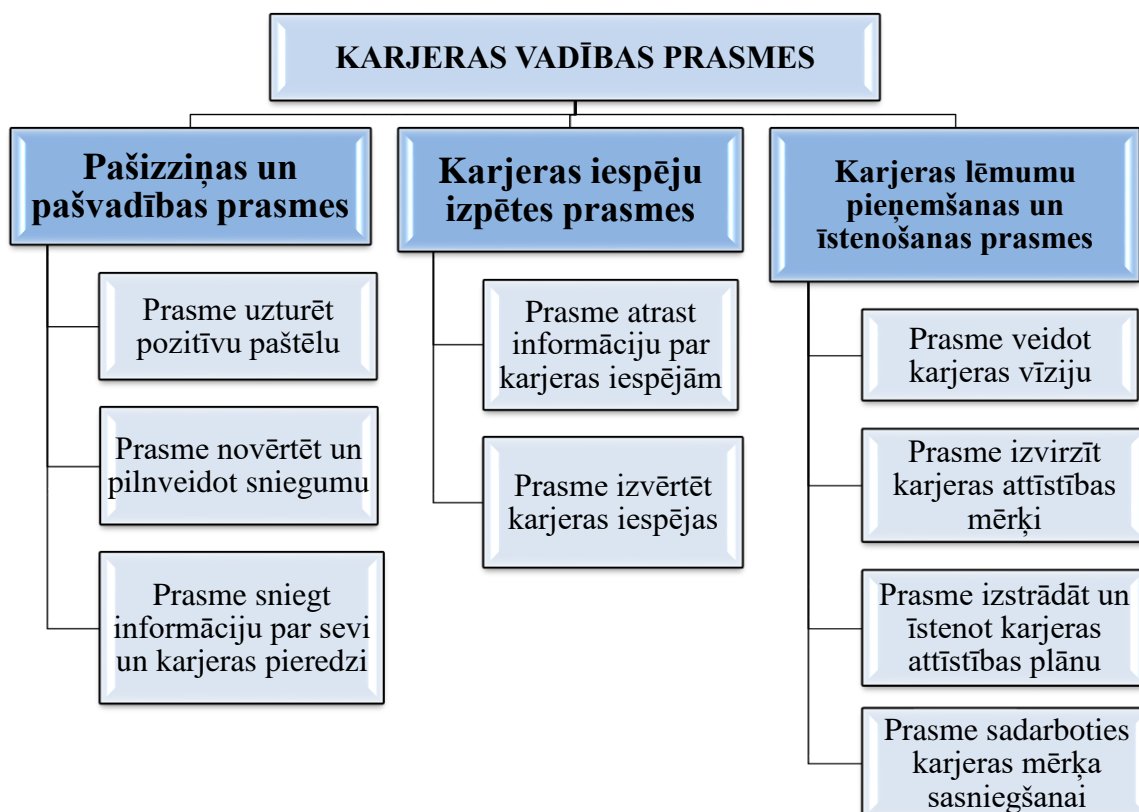 KARJERAS VADĪBAS PRASMES
Pašizziņas un
pašvadības prasmes
Prasme uzturēt
pozitīvu paštēlu
Prasme novērtēt un
pilnveidot sniegumu
Prasme sniegt
informāciju par sevi
un karjeras pieredzi
Karjeras iespēju
izpētes prasmes
Prasme atrast
informāciju par
karjeras iespējām
Prasme izvērtēt
karjeras iespējas
Karjeras lēmumu
pieņemšanas un
īstenošanas prasmes
Prasme veidot
karjeras vīziju
Prasme izvirzīt
karjeras attīstības
mērķi
Prasme izstrādāt un
īstenot karjeras
attīstības plānu
Prasme sadarboties
karjeras mērķa
sasniegšanai